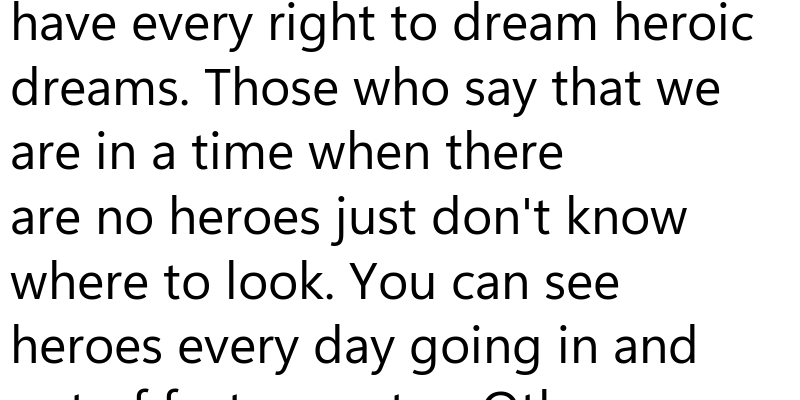 have every right to dream heroic
dreams. Those who say that we
are in a time when there
are no heroes just don't know
where to look. You can see
heroes every day going in and